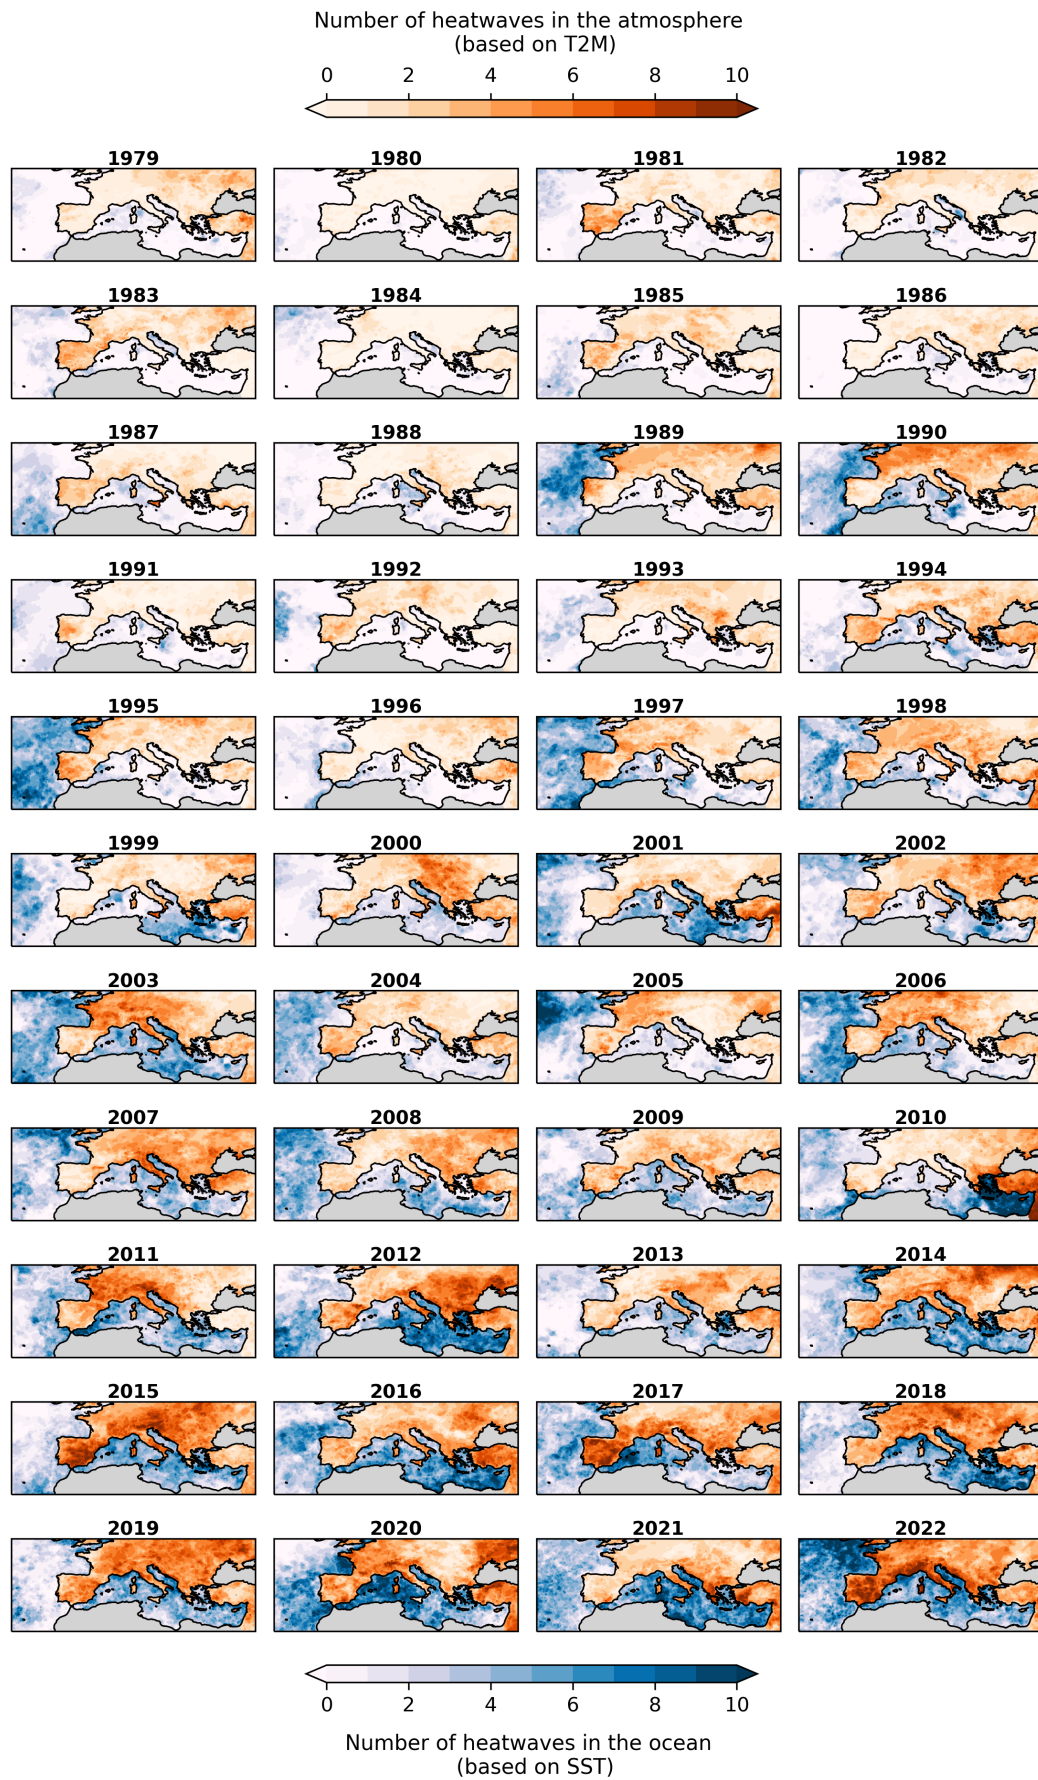 Number of heatwaves in the atmosphere
(based on T2M)
0 2 4 6 8 10
1979 1980 1981 1982
1983 1984 1985 1986
1987 1988 1989 1990
1991 1992 1993 1994
1995 1996 1997 1998
1999 2000 2001 2002
2003 2004 2005 2006
2007 2008 2009 2010
2011 2012 2013 2014
2015 2016 2017 2018
2019 2020 2021 2022
0 2 4 6 8 10
Number of heatwaves in the ocean
(based on SST)